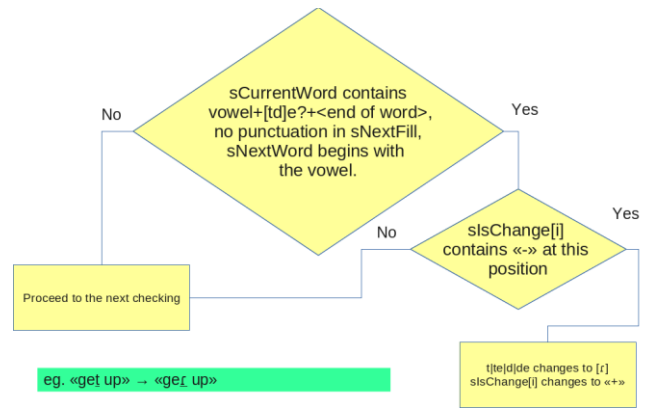 sCurrentWord contains
vowel+[td]e?+<end of word>,
no punctuation in sNextFill,
sNextWord begins with
the vowel.
No
Yes
sIsChange[i]
contains «-» at this
position
No
Yes
Proceed to the next checking
t|te|d|de changes to [ɾ]
sIsChange[i] changes to «+»
eg. «get up» → «geɾ up»